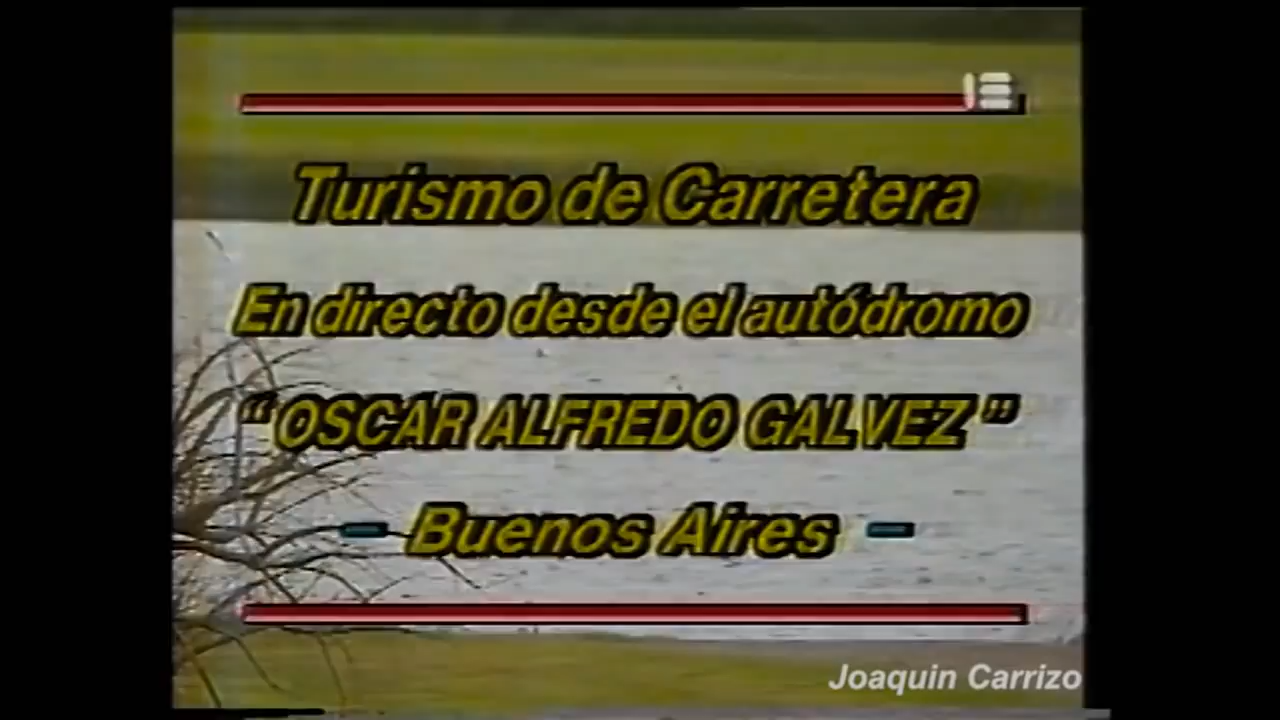 Turismo de Carretera
En directo desde el autódromo
“OSCAR ALFREDO GALVEZ”
- Buenos Aires -
Joaquin Carrizo